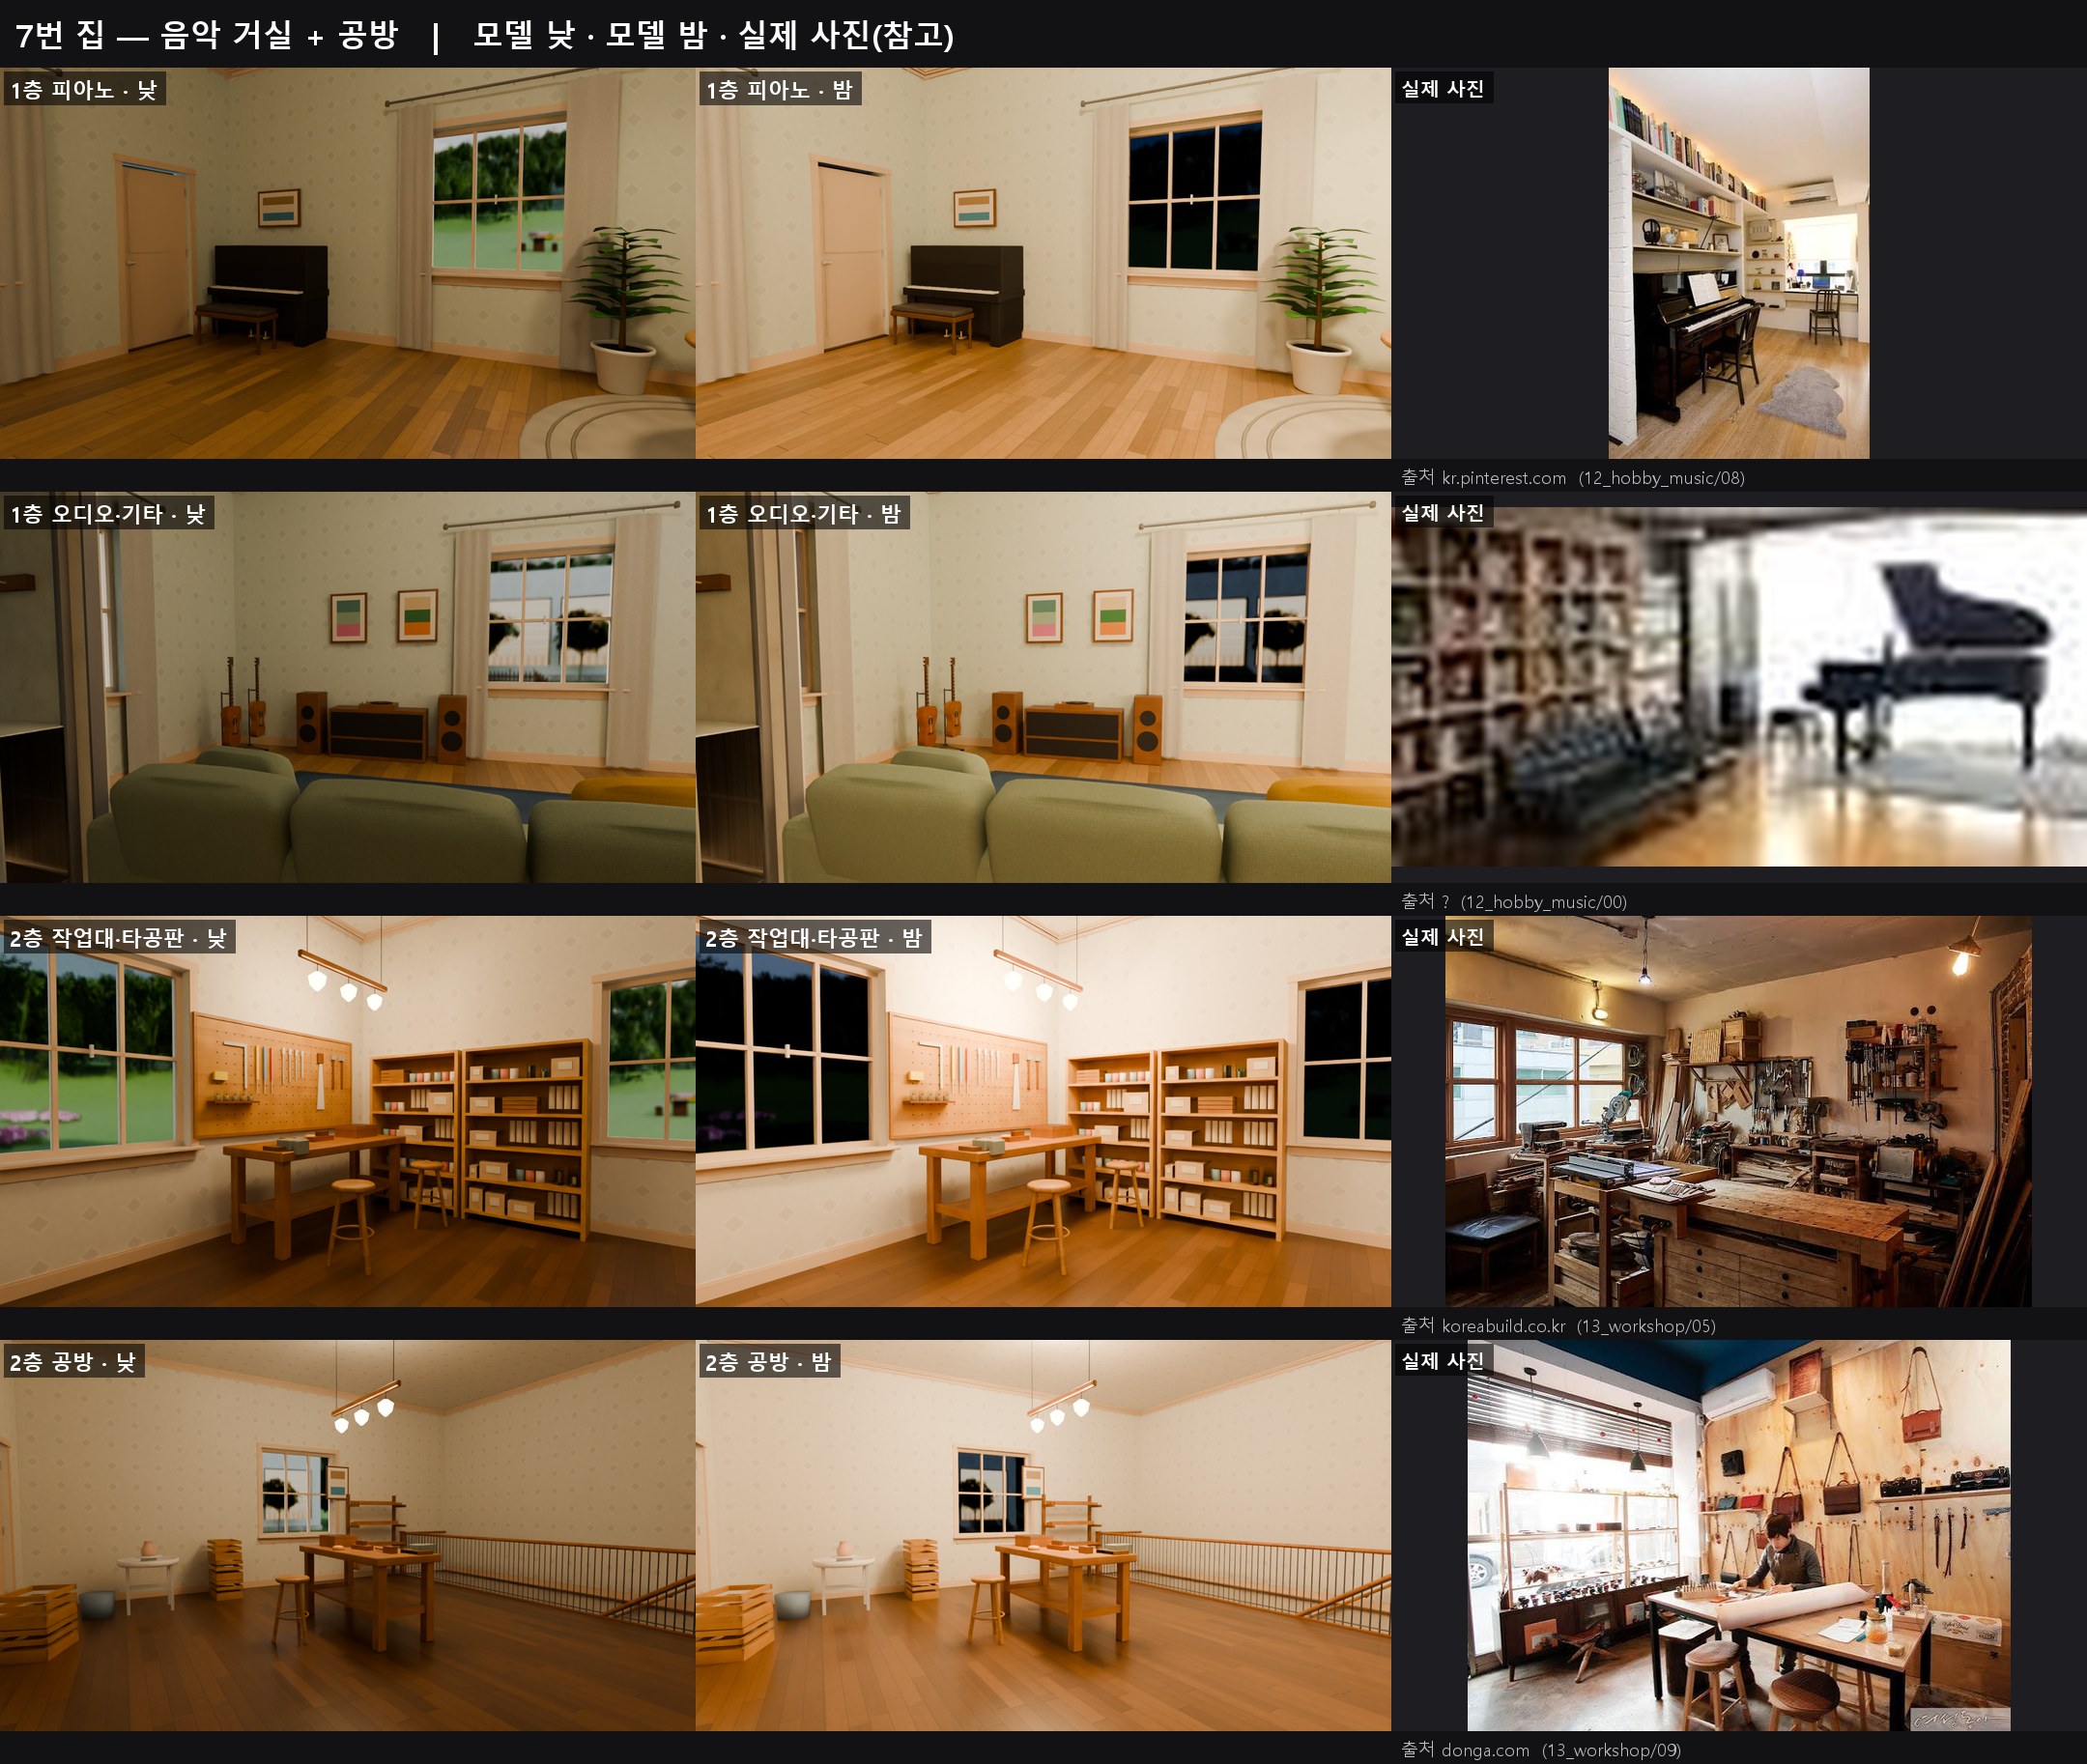 7번 집 — 음악 거실 + 공방 | 모델 낮 · 모델 밤 · 실제 사진(참고)
1층 피아노 · 낮
1층 피아노 · 밤
실제 사진
출처 kr.pinterest.com (12_hobby_music/08)
1층 오디오·기타 · 낮
1층 오디오·기타 · 밤
실제 사진
출처 ? (12_hobby_music/00)
2층 작업대·타공판 · 낮
2층 작업대·타공판 · 밤
실제 사진
출처 koreabuild.co.kr (13_workshop/05)
2층 공방 · 낮
2층 공방 · 밤
실제 사진
여성동아
출처 donga.com (13_workshop/09)